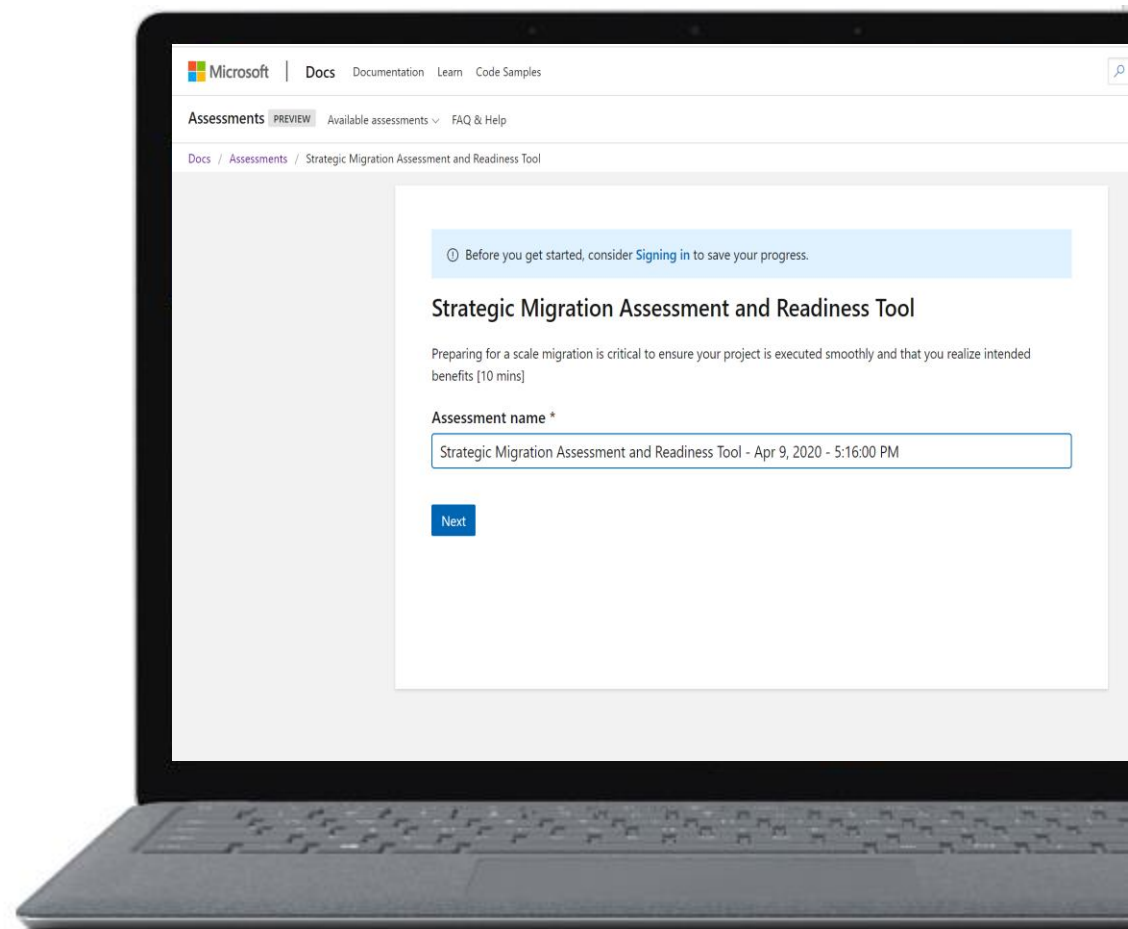 Microsoft Docs Documentation Learn Code Samples
Assessments PREVIEW Available assessments FAQ & Help
Docs / Assessments / Strategic Migration Assessment and Readiness Tool
Before you get started, consider Signing in to save your progress.
Strategic Migration Assessment and Readiness Tool
Preparing for a scale migration is critical to ensure your project is executed smoothly and that you realize intended
benefits [10 mins]
Assessment name *
Strategic Migration Assessment and Readiness Tool - Apr 9, 2020 - 5:16:00 PM
Next